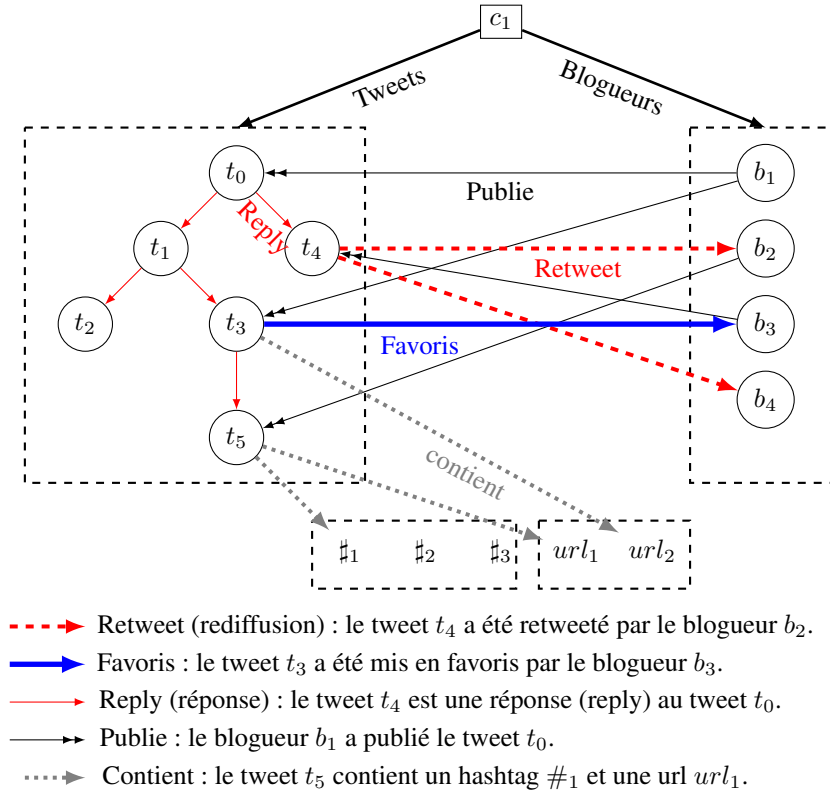 c₁
Tweets
Blogueurs
t₀
b₁
Publie
Reply
t₁
t₄
b₂
Retweet
t₂
t₃
b₃
Favoris
b₄
t₅
contient
♯₁ ♯₂ ♯₃ url₁ url₂
Retweet (rediffusion) : le tweet t₄ a été retweeté par le blogueur b₂.
Favoris : le tweet t₃ a été mis en favoris par le blogueur b₃.
Reply (réponse) : le tweet t₄ est une réponse (reply) au tweet t₀.
Publie : le blogueur b₁ a publié le tweet t₀.
Contient : le tweet t₅ contient un hashtag #₁ et une url url₁.